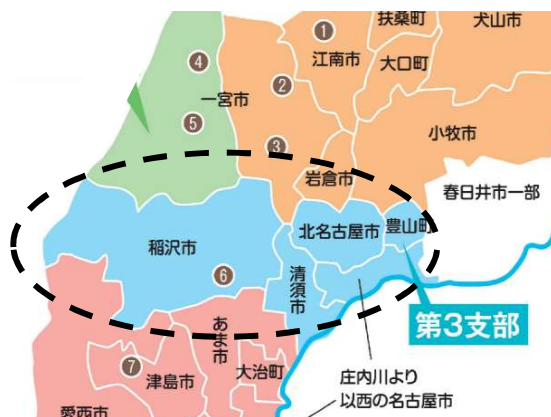 扶桑町
犬山市
①
江南市
大口町
④
②
一宮市
⑤
③
小牧市
岩倉市
春日井市一部
稲沢市
北名古屋市
豊山町
⑥
清須市
第3支部
あま市
⑦
津島市
大治町
庄内川より
以西の名古屋市
愛西市